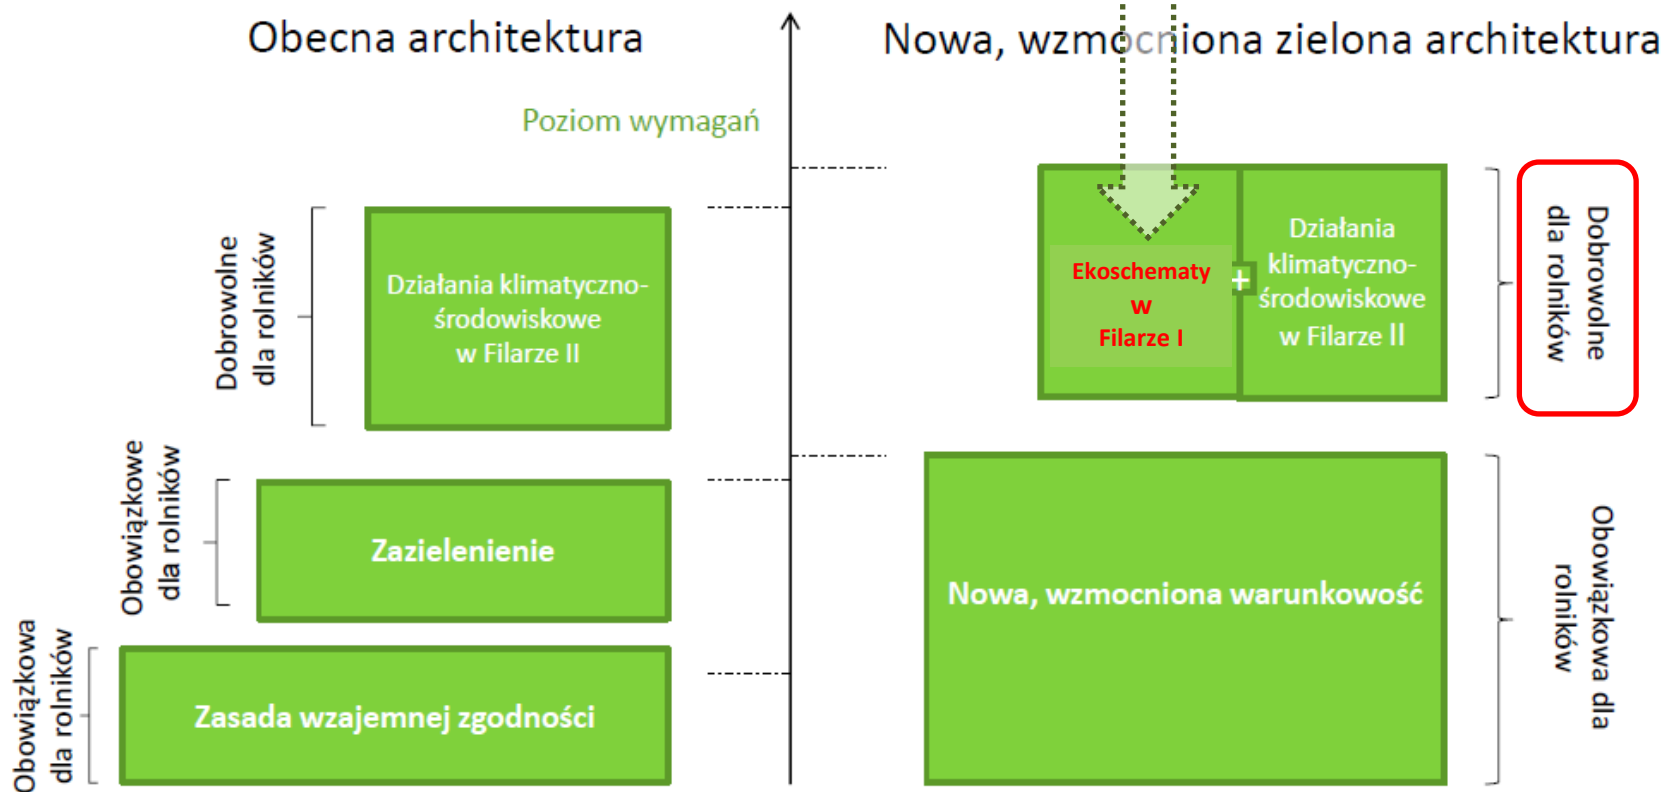 Obecna architektura
Poziom wymagań
Dobrowolne
dla rolników
Działania klimatyczno-
środowiskowe
w Filarze II
Obowiązkowe
dla rolników
Zazielenienie
Obowiązkowa
dla rolników
Zasada wzajemnej zgodności
Nowa, wzmocniona zielona architektura
Ekoschematy
w
Filarze I
+
Działania
klimatyczno-
środowiskowe
w Filarze II
Dobrowolne
dla rolników
Nowa, wzmocniona warunkowość
Obowiązkowa dla
rolników